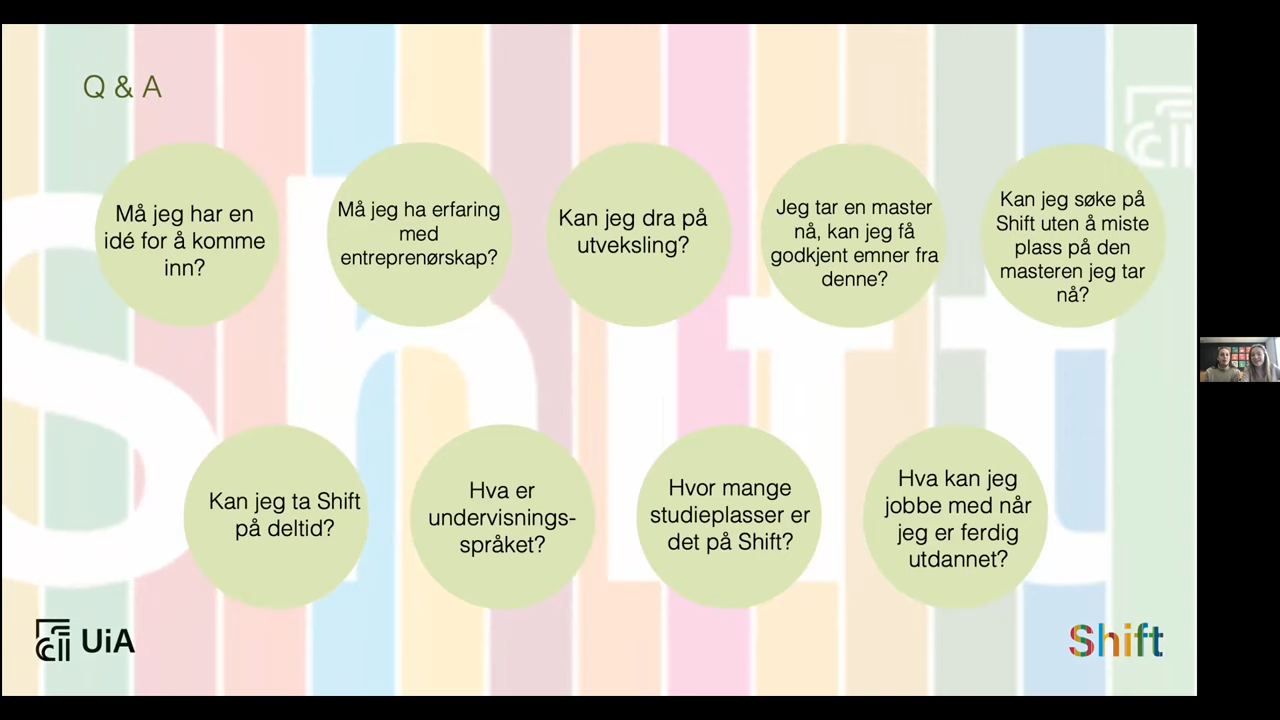 Q & A
Må jeg har en
idé for å komme
inn?
Må jeg ha erfaring
med
entreprenørskap?
Kan jeg dra på
utveksling?
Jeg tar en master
nå, kan jeg få
godkjent emner fra
denne?
Kan jeg søke på
Shift uten å miste
plass på den
masteren jeg tar
nå?
Kan jeg ta Shift
på deltid?
Hva er
undervisnings-
språket?
Hvor mange
studieplasser er
det på Shift?
Hva kan jeg
jobbe med når
jeg er ferdig
utdannet?
UiA
Shift
Shift